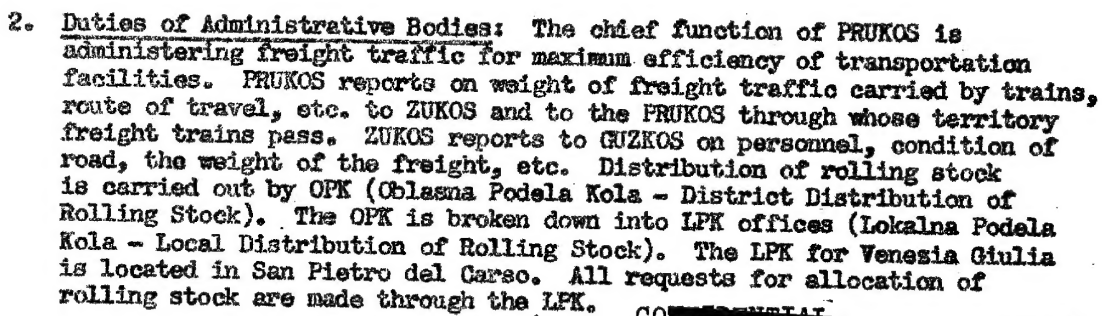 2. Duties of Administrative Bodies: The chief function of PRUKOS is
administering freight traffic for maximum efficiency of transportation
facilities. PRUKOS reports on weight of freight traffic carried by trains,
route of travel, etc. to ZUKOS and to the PRUKOS through whose territory
freight trains pass. ZUKOS reports to GUZKOS on personnel, condition of
road, the weight of the freight, etc. Distribution of rolling stock
is carried out by OPK (Oblasna Podela Kola - District Distribution of
Rolling Stock). The OPK is broken down into LPK offices (Lokalna Podela
Kola - Local Distribution of Rolling Stock). The LPK for Venesia Giulia
is located in San Pietro del Carso. All requests for allocation of
rolling stock are made through the LPK.